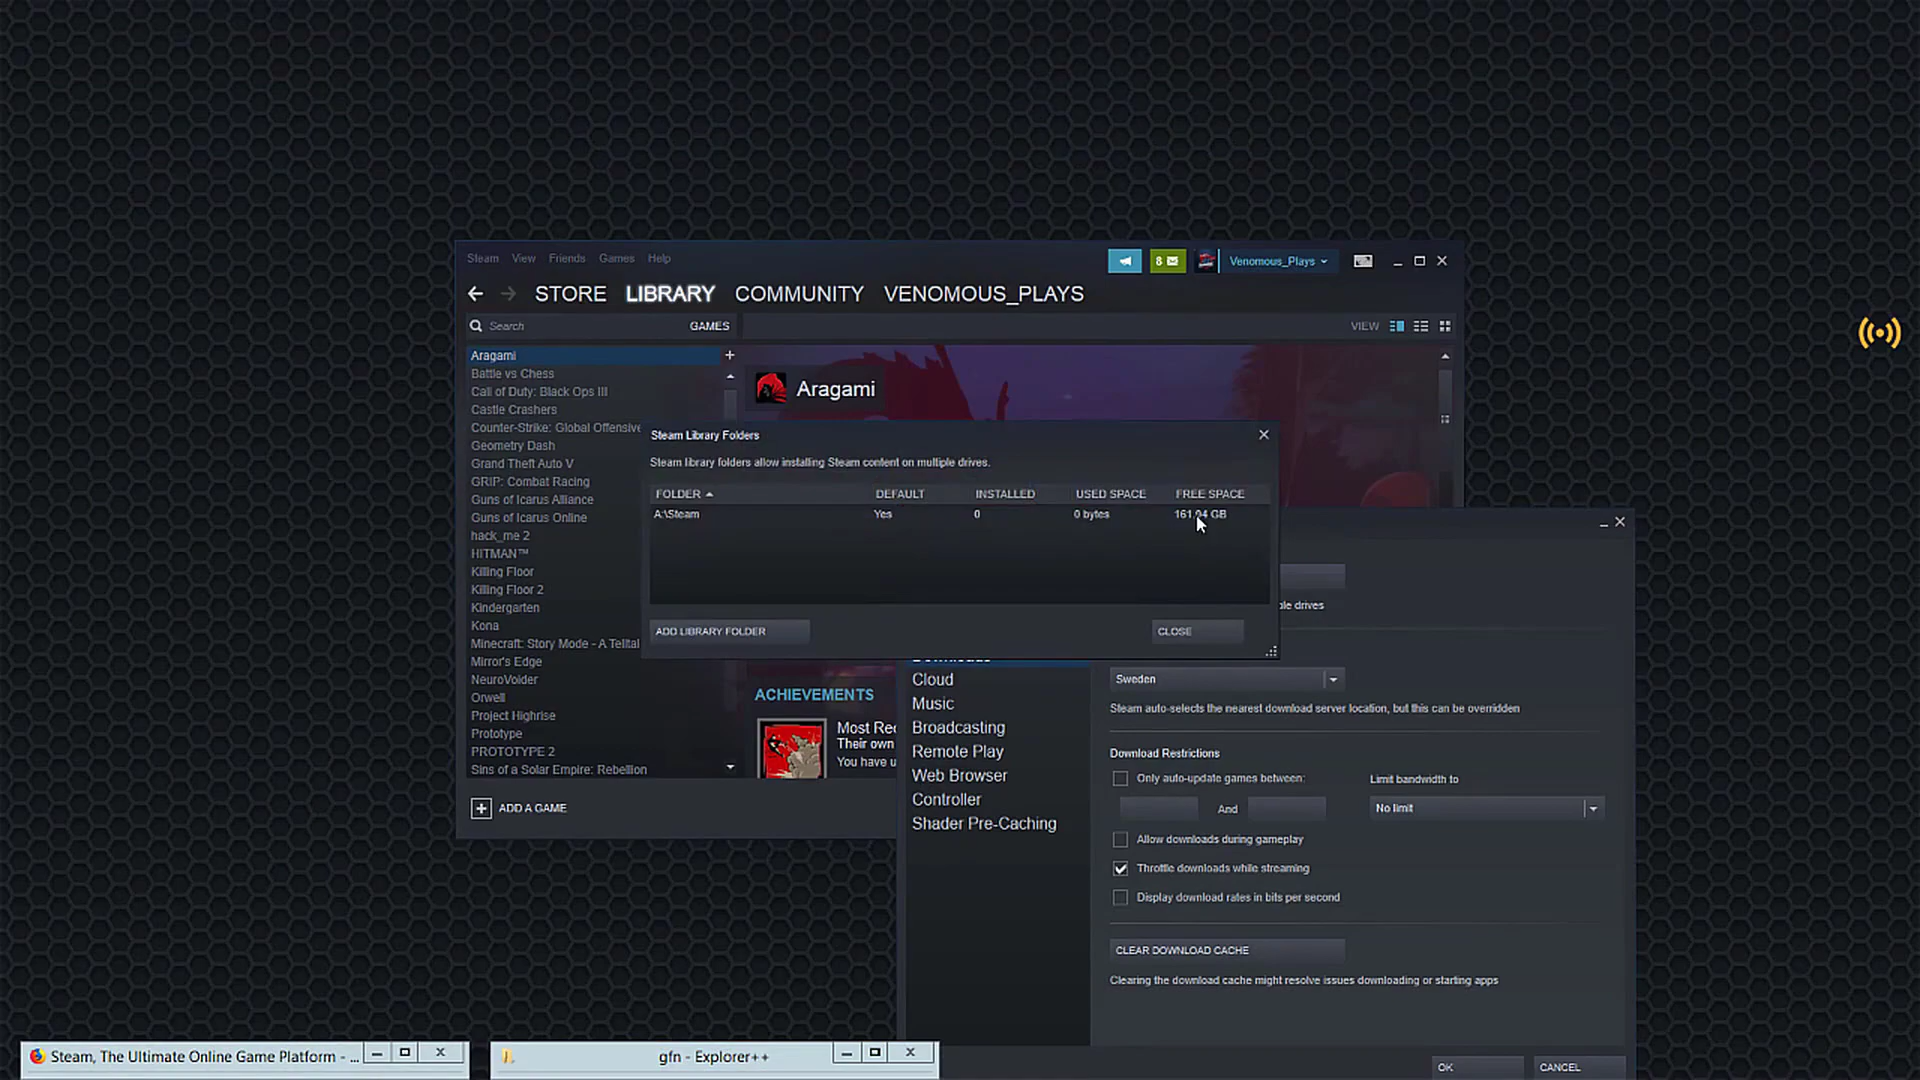 Steam View Friends Games Help
8
Venomous_Plays
STORE LIBRARY COMMUNITY VENOMOUS_PLAYS
Search
GAMES
VIEW
Aragami
Battle vs Chess
Call of Duty: Black Ops III
Castle Crashers
Counter-Strike: Global Offensive
Geometry Dash
Grand Theft Auto V
GRIP: Combat Racing
Guns of Icarus Alliance
Guns of Icarus Online
hack_me 2
HITMAN™
Killing Floor
Killing Floor 2
Kindergarten
Kona
Minecraft: Story Mode - A Telltal
Mirror's Edge
NeuroVoider
Orwell
Project Highrise
Prototype
PROTOTYPE 2
Sins of a Solar Empire: Rebellion
ADD A GAME
Aragami
Steam Library Folders
Steam library folders allow installing Steam content on multiple drives.
FOLDER DEFAULT INSTALLED USED SPACE FREE SPACE
A:\Steam Yes 0 0 bytes 161.94 GB
ADD LIBRARY FOLDER
CLOSE
ACHIEVEMENTS
Most Rec
Their own
You have u
ple drives
Downloads
Cloud
Music
Broadcasting
Remote Play
Web Browser
Controller
Shader Pre-Caching
Sweden
Steam auto-selects the nearest download server location, but this can be overridden
Download Restrictions
Only auto-update games between:
And
Limit bandwidth to
No limit
Allow downloads during gameplay
Throttle downloads while streaming
Display download rates in bits per second
CLEAR DOWNLOAD CACHE
Clearing the download cache might resolve issues downloading or starting apps
OK
CANCEL
Steam, The Ultimate Online Game Platform - ...
gfn - Explorer++